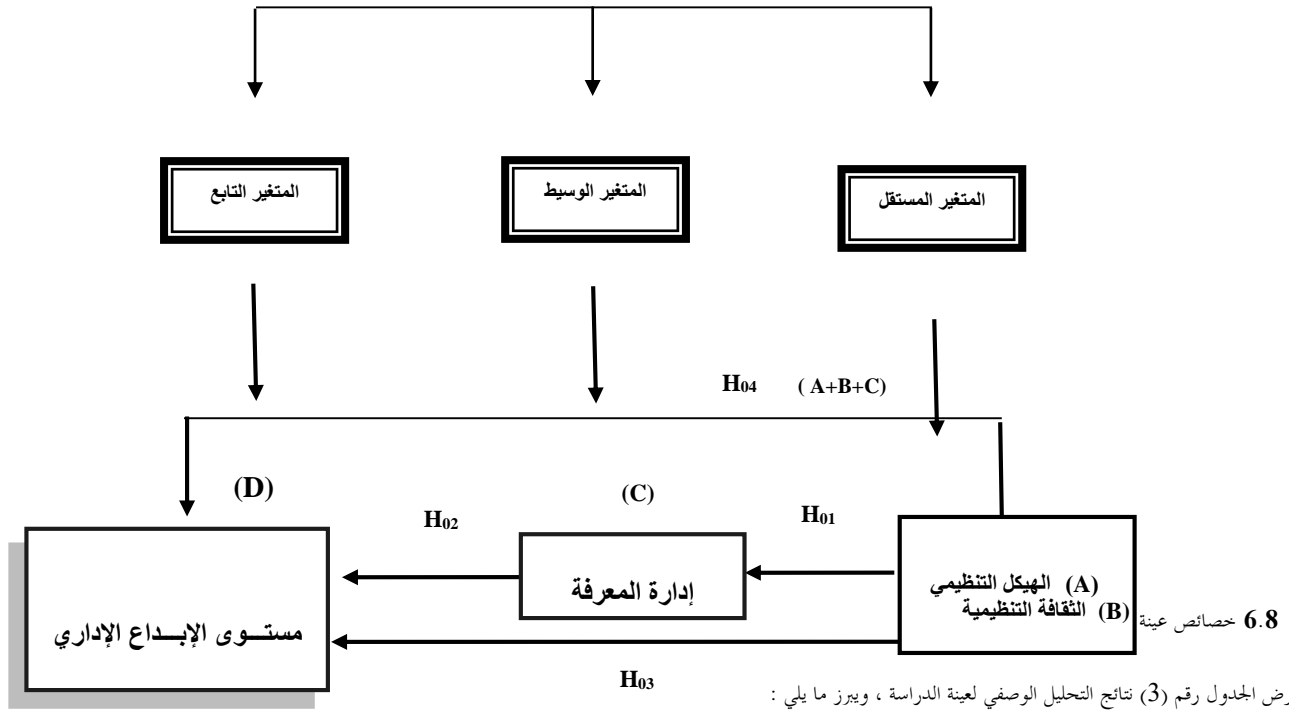 المتغير المستقل
المتغير الوسيط
المتغير التابع
H04 ( A+B+C)
(C)
(D)
H01
H02
(A) الهيكل التنظيمي
(B) الثقافة التنظيمية
إدارة المعرفة
مستــوى الإبــداع الإداري
H03
6.8 خصائص عينة
رقم (3) نتائج التحليل الوصفي لعينة الدراسة ، ويبرز ما يلي :